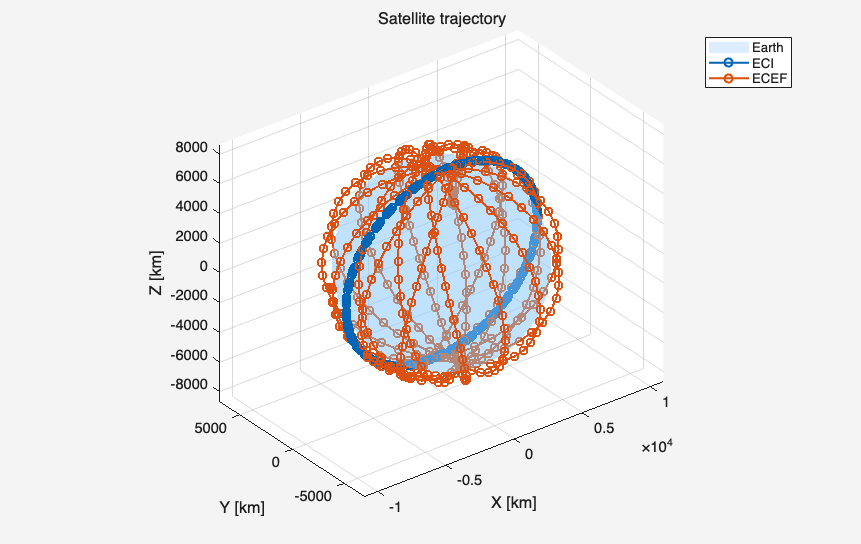 Satellite trajectory
Earth
ECI
ECEF
8000
6000
4000
2000
0
-2000
-4000
-6000
-8000
Z [km]
5000
0
-5000
Y [km]
-1
-0.5
0
0.5
1
×10⁴
X [km]